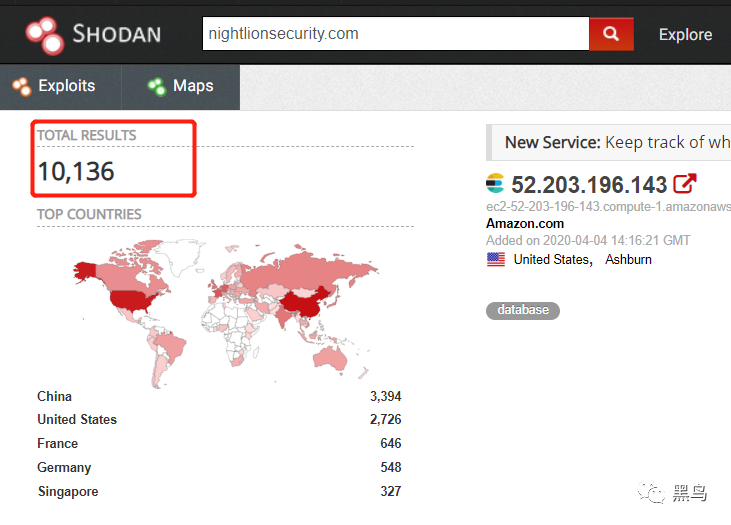 SHODAN
nightlionsecurity.com
Explore
Exploits
Maps
TOTAL RESULTS
10,136
TOP COUNTRIES
China 3,394
United States 2,726
France 646
Germany 548
Singapore 327
New Service: Keep track of wh
52.203.196.143
ec2-52-203-196-143.compute-1.amazonaws
Amazon.com
Added on 2020-04-04 14:16:21 GMT
United States, Ashburn
database
黑鸟